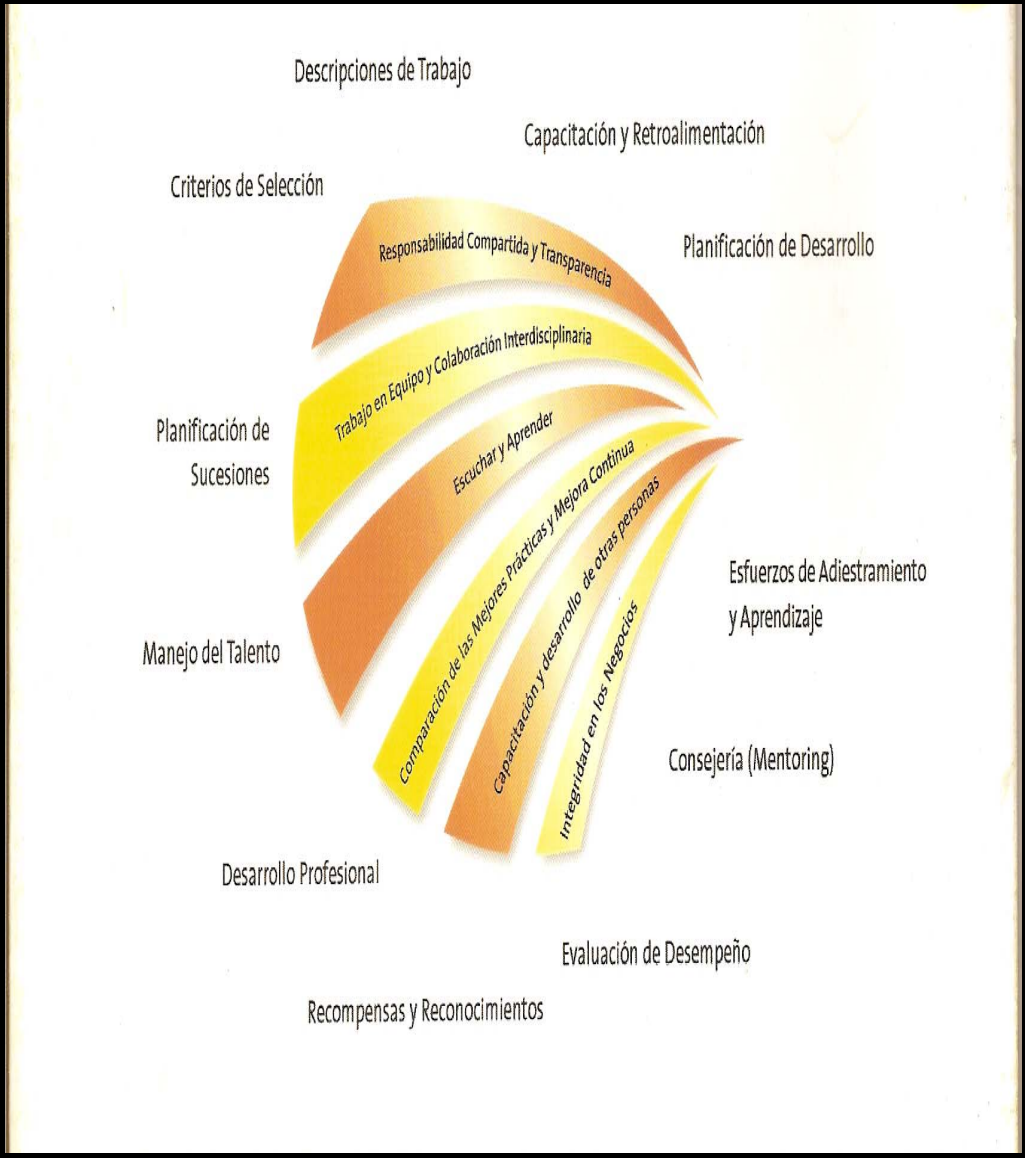 Descripciones de Trabajo
Capacitación y Retroalimentación
Criterios de Selección
Planificación de Desarrollo
Responsabilidad Compartida y Transparencia
Trabajo en Equipo y Colaboración Interdisciplinaria
Escuchar y Aprender
Comparación de las Mejores Prácticas y Mejora Continua
Capacitación y desarrollo de otras personas
Integridad en los Negocios
Planificación de
Sucesiones
Esfuerzos de Adiestramiento
y Aprendizaje
Manejo del Talento
Consejería (Mentoring)
Desarrollo Profesional
Evaluación de Desempeño
Recompensas y Reconocimientos